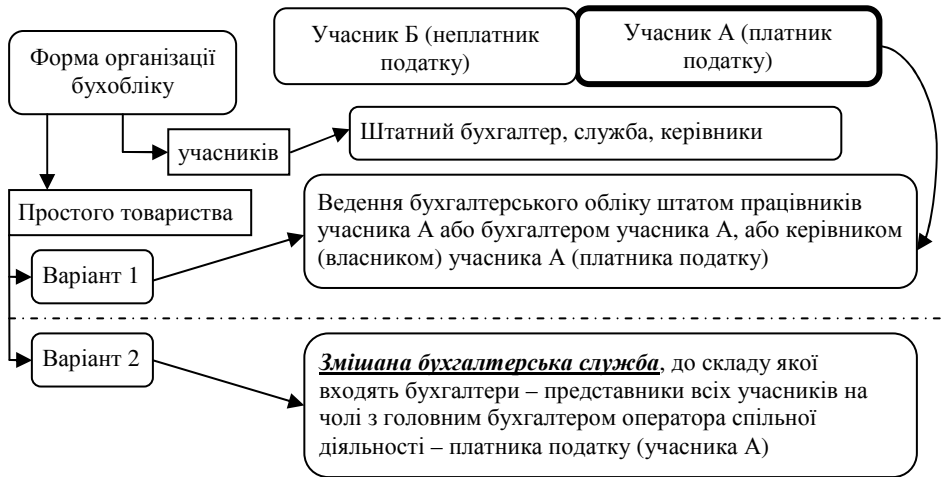 Форма організації
бухобліку
Учасник Б (неплатник
податку)
Учасник А (платник
податку)
учасників
Штатний бухгалтер, служба, керівники
Простого товариства
Варіант 1
Ведення бухгалтерського обліку штатом працівників
учасника А або бухгалтером учасника А, або керівником
(власником) учасника А (платника податку)
Варіант 2
Змішана бухгалтерська служба, до складу якої
входять бухгалтери – представники всіх учасників на
чолі з головним бухгалтером оператора спільної
діяльності – платника податку (учасника А)